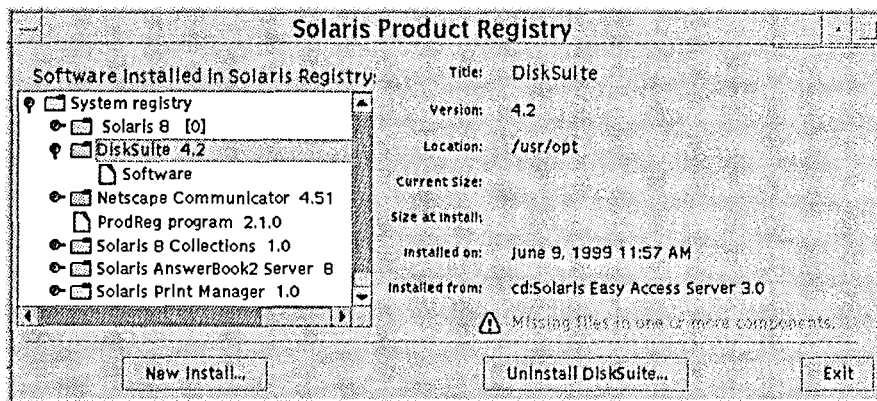 Solaris Product Registry
Software Installed in Solaris Registry:
System registry
Solaris 8 [0]
DiskSuite 4.2
Software
Netscape Communicator 4.51
ProdReg program 2.1.0
Solaris 8 Collections 1.0
Solaris AnswerBook2 Server 8
Solaris Print Manager 1.0
Title: DiskSuite
Version: 4.2
Location: /usr/opt
Current Size:
Size at Install:
Installed on: June 9, 1999 11:57 AM
Installed from: cd:Solaris Easy Access Server 3.0
Missing files in one or more components.
New Install...
Uninstall DiskSuite...
Exit